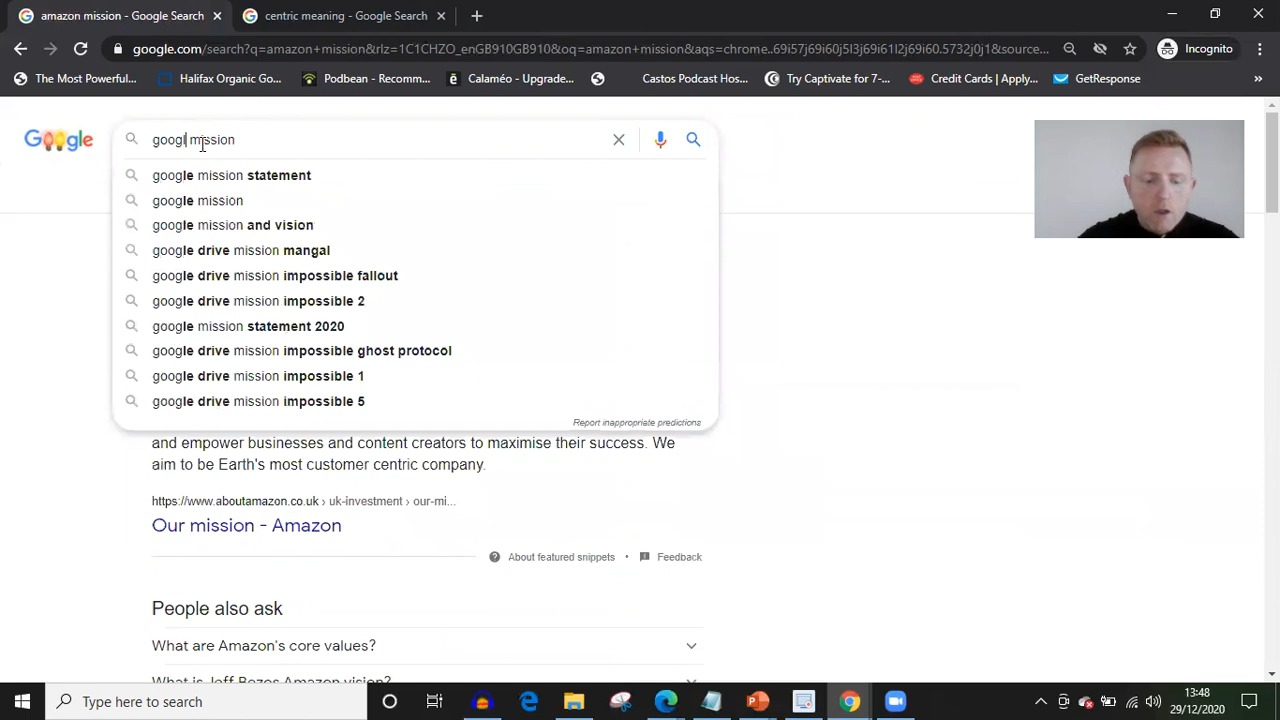 amazon mission - Google Search
centric meaning - Google Search
google.com/search?q=amazon+mission&rlz=1C1CHZO_enGB910GB910&oq=amazon+mission&aqs=chrome..69i57j69i60j5l3j69i61l2j69i60.5732j0j1&source...
Incognito
The Most Powerful...
Halifax Organic Go...
Podbean - Recomm...
Calaméo - Upgrade...
Castos Podcast Hos...
Try Captivate for 7-...
Credit Cards | Apply...
GetResponse
»
Google
googl mission
google mission statement
google mission
google mission and vision
google drive mission mangal
google drive mission impossible fallout
google drive mission impossible 2
google mission statement 2020
google drive mission impossible ghost protocol
google drive mission impossible 1
google drive mission impossible 5
Report inappropriate predictions
and empower businesses and content creators to maximise their success. We
aim to be Earth's most customer centric company.
https://www.aboutamazon.co.uk › uk-investment › our-mi...
Our mission - Amazon
About featured snippets • Feedback
People also ask
What are Amazon's core values?
What is Jeff Bezos Amazon vision?
Type here to search
13:48
29/12/2020